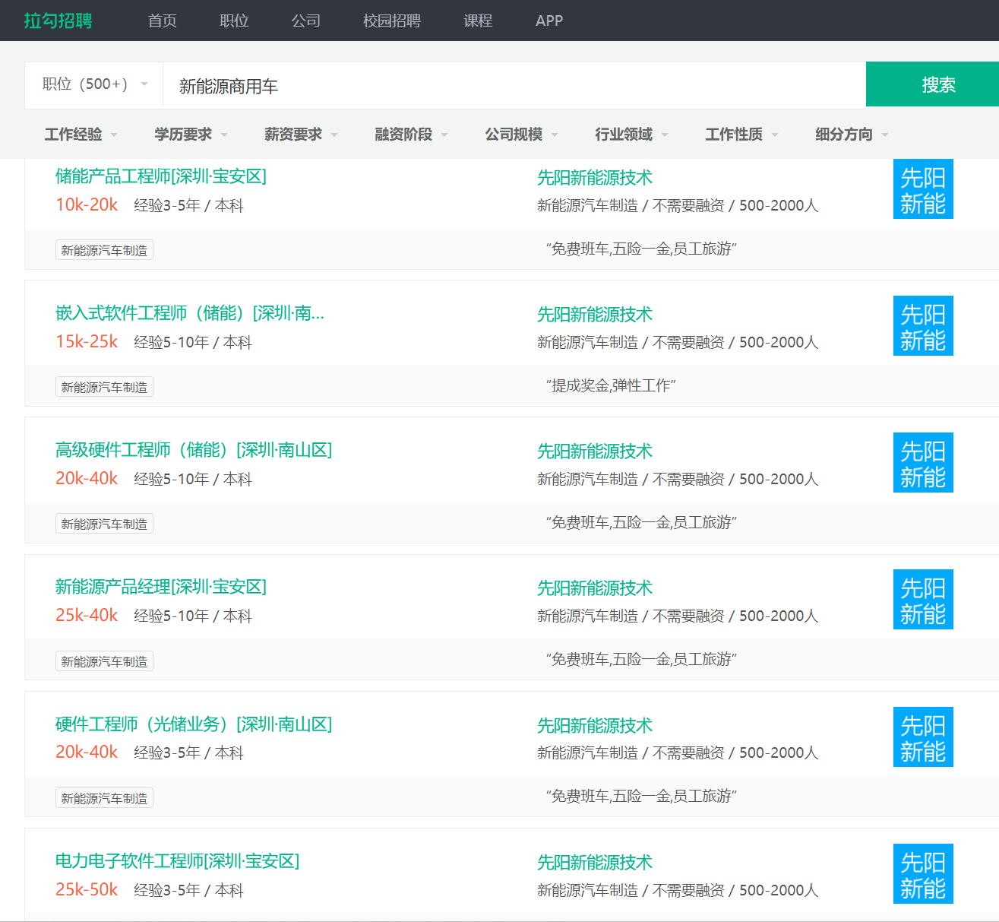 拉勾招聘 首页 职位 公司 校园招聘 课程 APP
职位（500+） 新能源商用车 搜索
工作经验 学历要求 薪资要求 融资阶段 公司规模 行业领域 工作性质 细分方向
储能产品工程师[深圳·宝安区] 先阳新能源技术 先阳
10k-20k 经验3-5年 / 本科 新能源汽车制造 / 不需要融资 / 500-2000人 新能
新能源汽车制造 “免费班车,五险一金,员工旅游”
嵌入式软件工程师（储能）[深圳·南... 先阳新能源技术 先阳
15k-25k 经验5-10年 / 本科 新能源汽车制造 / 不需要融资 / 500-2000人 新能
新能源汽车制造 “提成奖金,弹性工作”
高级硬件工程师（储能）[深圳·南山区] 先阳新能源技术 先阳
20k-40k 经验5-10年 / 本科 新能源汽车制造 / 不需要融资 / 500-2000人 新能
新能源汽车制造 “免费班车,五险一金,员工旅游”
新能源产品经理[深圳·宝安区] 先阳新能源技术 先阳
25k-40k 经验5-10年 / 本科 新能源汽车制造 / 不需要融资 / 500-2000人 新能
新能源汽车制造 “免费班车,五险一金,员工旅游”
硬件工程师（光储业务）[深圳·南山区] 先阳新能源技术 先阳
20k-40k 经验3-5年 / 本科 新能源汽车制造 / 不需要融资 / 500-2000人 新能
新能源汽车制造 “免费班车,五险一金,员工旅游”
电力电子软件工程师[深圳·宝安区] 先阳新能源技术 先阳
25k-50k 经验3-5年 / 本科 新能源汽车制造 / 不需要融资 / 500-2000人 新能